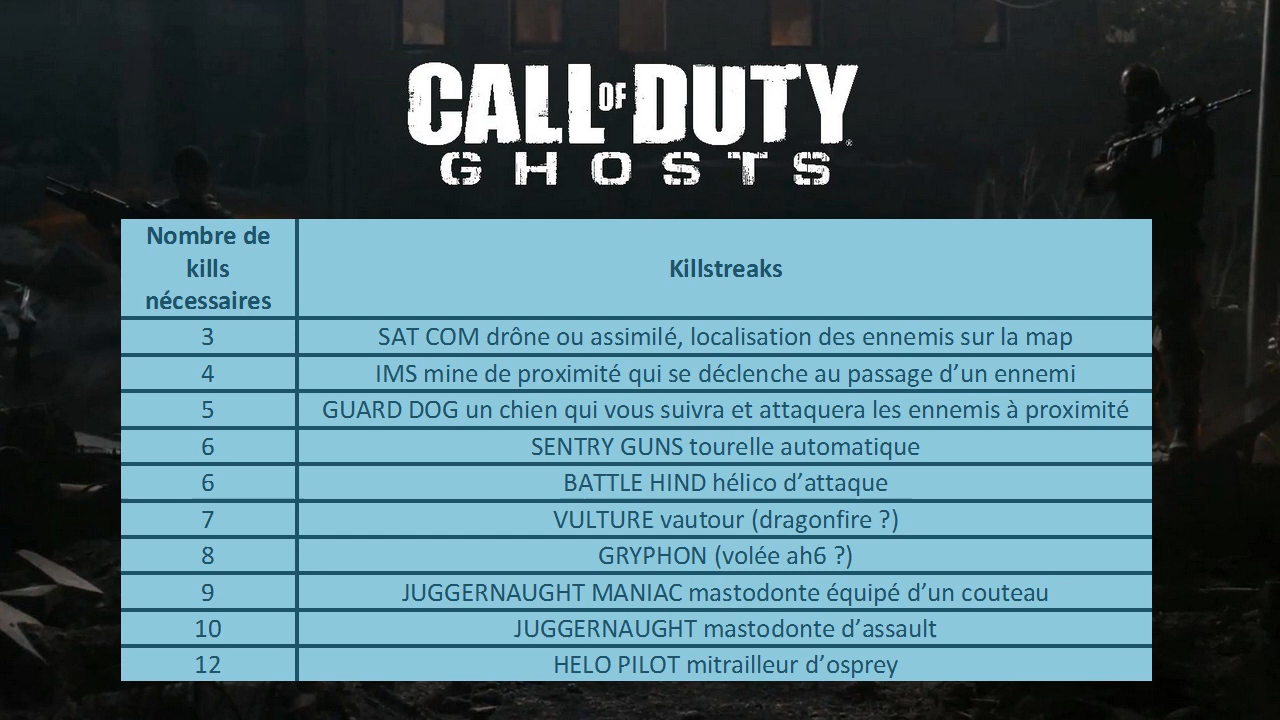 CALL OF DUTY
GHOSTS
Nombre de
kills
nécessaires
Killstreaks
3 SAT COM drône ou assimilé, localisation des ennemis sur la map
4 IMS mine de proximité qui se déclenche au passage d’un ennemi
5 GUARD DOG un chien qui vous suivra et attaquera les ennemis à proximité
6 SENTRY GUNS tourelle automatique
6 BATTLE HIND hélico d’attaque
7 VULTURE vautour (dragonfire ?)
8 GRYPHON (volée ah6 ?)
9 JUGGERNAUGHT MANIAC mastodonte équipé d’un couteau
10 JUGGERNAUGHT mastodonte d’assault
12 HELO PILOT mitrailleur d’osprey